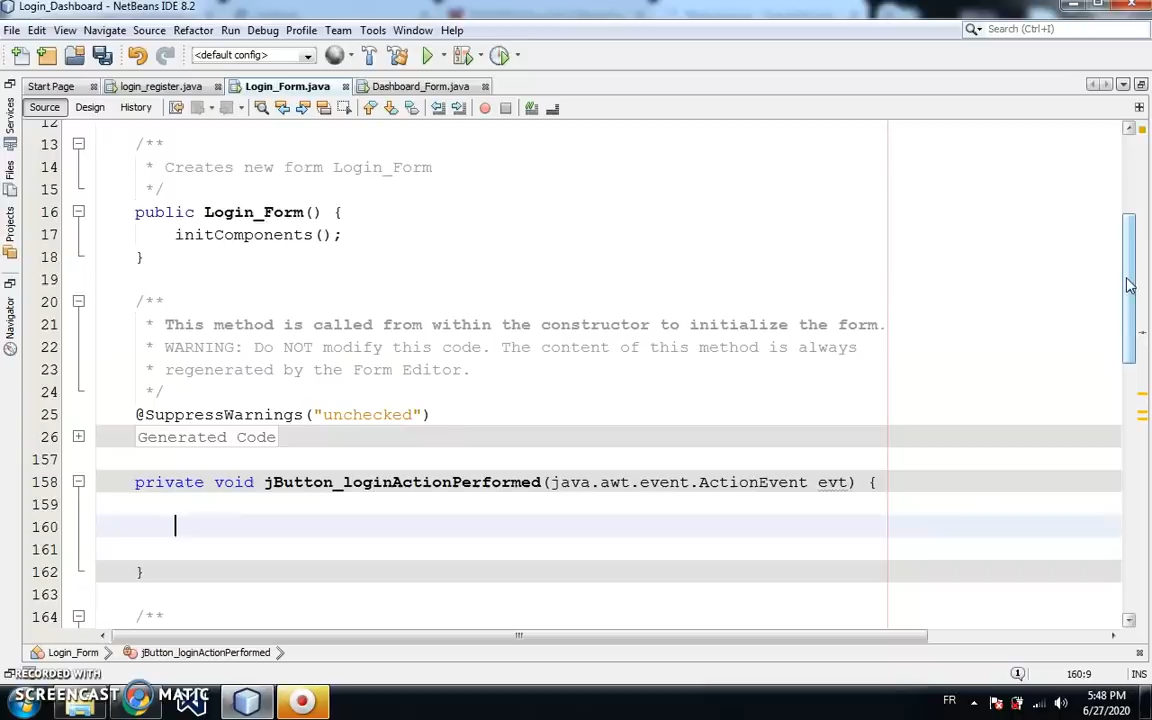 Login_Dashboard - NetBeans IDE 8.2
File Edit View Navigate Source Refactor Run Debug Profile Team Tools Window Help
Search (Ctrl+I)
<default config>
Start Page login_register.java Login_Form.java Dashboard_Form.java
Source Design History
Services
Files
Projects
Navigator
12
13 /**
14 * Creates new form Login_Form
15 */
16 public Login_Form() {
17 initComponents();
18 }
19
20 /**
21 * This method is called from within the constructor to initialize the form.
22 * WARNING: Do NOT modify this code. The content of this method is always
23 * regenerated by the Form Editor.
24 */
25 @SuppressWarnings("unchecked")
26 Generated Code
157
158 private void jButton_loginActionPerformed(java.awt.event.ActionEvent evt) {
159
160
161
162 }
163
164 /**
Login_Form jButton_loginActionPerformed
1 160:9 INS
RECORDED WITH
SCREENCAST MATIC
FR
5:48 PM
6/27/2020